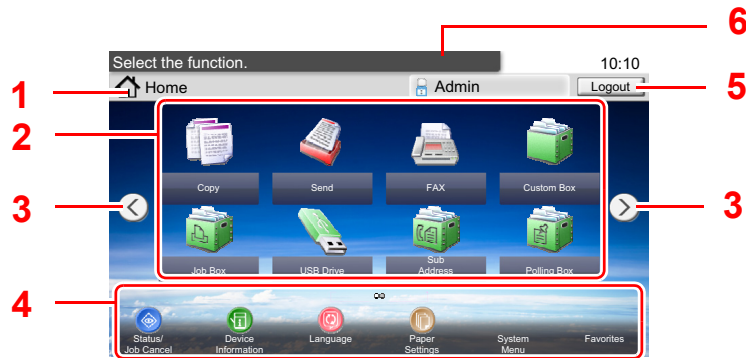 6
Select the function.
10:10
1
Home
Admin
Logout
5
2
Copy
Send
FAX
Custom Box
3
3
Job Box
USB Drive
Sub
Address
Polling Box
4
Status/
Job Cancel
Device
Information
Language
Paper
Settings
System
Menu
Favorites